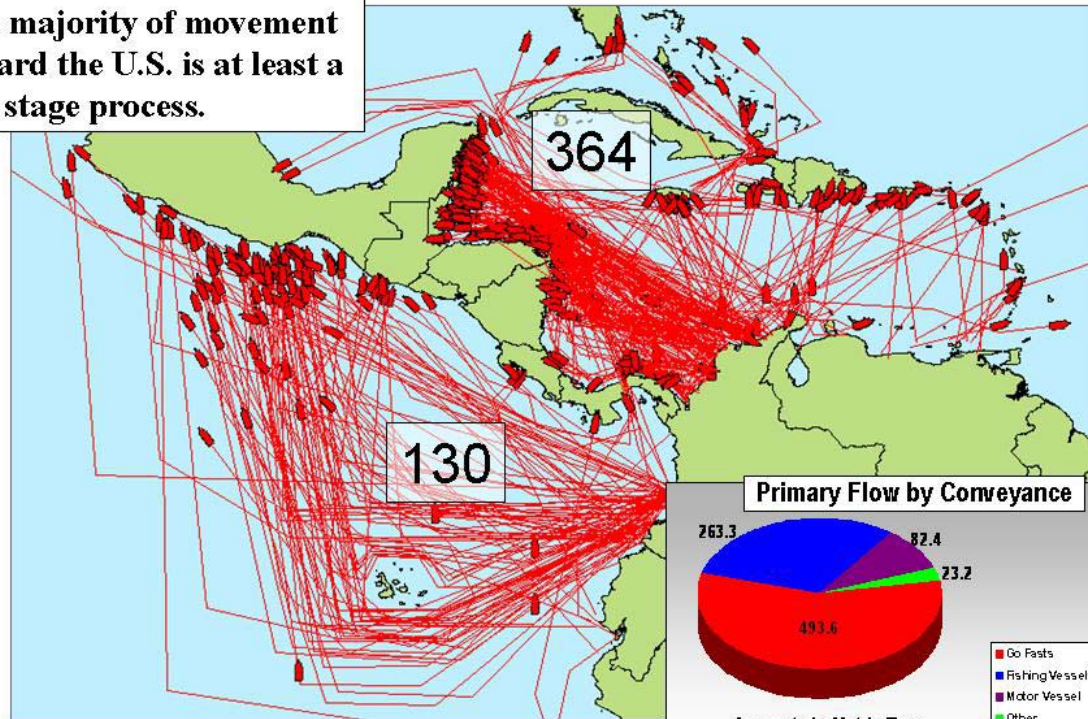 majority of movement
ard the U.S. is at least a
stage process.
364
130
Primary Flow by Conveyance
263.3
82.4
23.2
493.6
Go Fasts
Fishing Vessel
Motor Vessel
Other